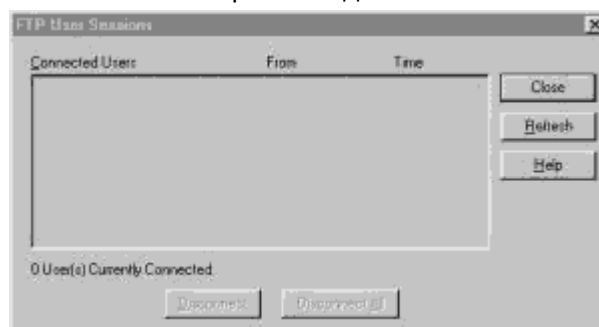 FTP User Sessions
Connected Users From Time
Close
Refresh
Help
0 User(s) Currently Connected
Disconnect Disconnect All